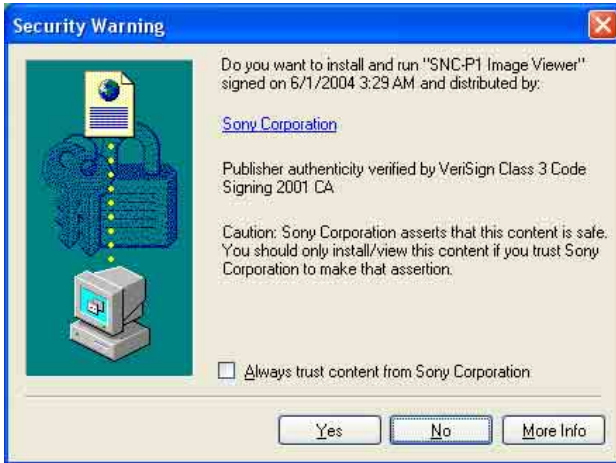 Security Warning
Do you want to install and run "SNC-P1 Image Viewer"
signed on 6/1/2004 3:29 AM and distributed by:
Sony Corporation
Publisher authenticity verified by VeriSign Class 3 Code
Signing 2001 CA
Caution: Sony Corporation asserts that this content is safe.
You should only install/view this content if you trust Sony
Corporation to make that assertion.
Always trust content from Sony Corporation
Yes
No
More Info